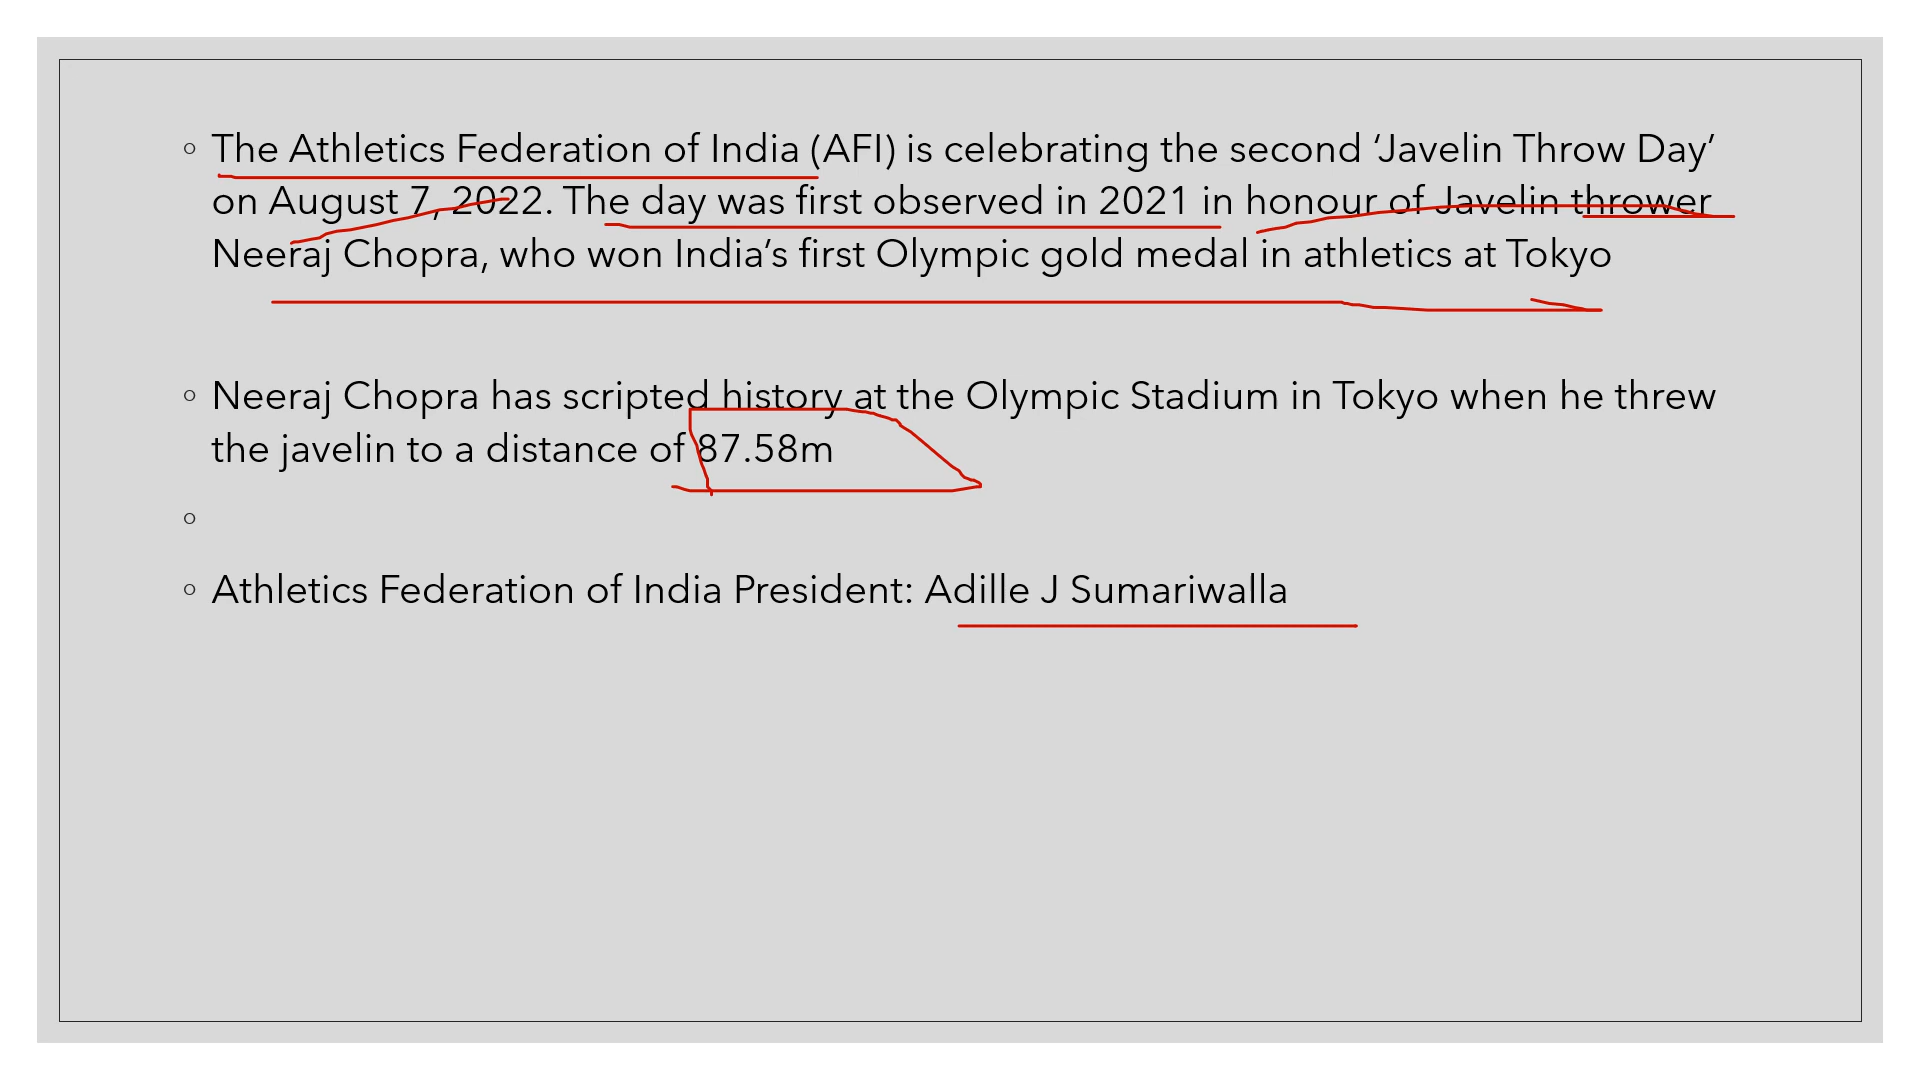 The Athletics Federation of India (AFI) is celebrating the second ‘Javelin Throw Day’
on August 7, 2022. The day was first observed in 2021 in honour of Javelin thrower
Neeraj Chopra, who won India’s first Olympic gold medal in athletics at Tokyo
Neeraj Chopra has scripted history at the Olympic Stadium in Tokyo when he threw
the javelin to a distance of 87.58m
Athletics Federation of India President: Adille J Sumariwalla